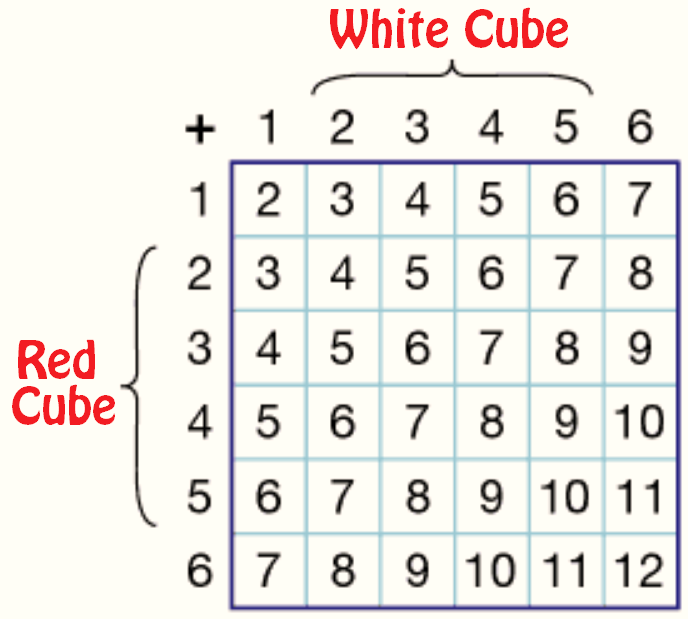 White Cube
+ 1 2 3 4 5 6
1 2 3 4 5 6 7
2 3 4 5 6 7 8
3 4 5 6 7 8 9
4 5 6 7 8 9 10
5 6 7 8 9 10 11
6 7 8 9 10 11 12
Red
Cube